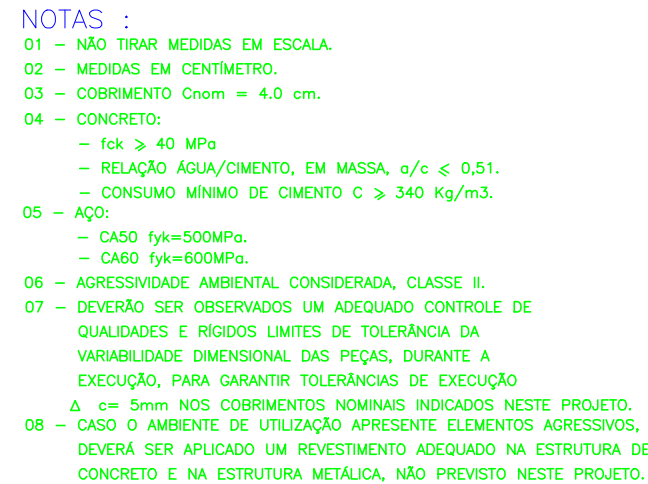 NOTAS :
01 – NÃO TIRAR MEDIDAS EM ESCALA.
02 – MEDIDAS EM CENTÍMETRO.
03 – COBRIMENTO Cnom = 4.0 cm.
04 – CONCRETO:
– fck ⩾ 40 MPa
– RELAÇÃO ÁGUA/CIMENTO, EM MASSA, a/c ⩽ 0,51.
– CONSUMO MÍNIMO DE CIMENTO C ⩾ 340 Kg/m3.
05 – AÇO:
– CA50 fyk=500MPa.
– CA60 fyk=600MPa.
06 – AGRESSIVIDADE AMBIENTAL CONSIDERADA, CLASSE II.
07 – DEVERÃO SER OBSERVADOS UM ADEQUADO CONTROLE DE
QUALIDADES E RÍGIDOS LIMITES DE TOLERÂNCIA DA
VARIABILIDADE DIMENSIONAL DAS PEÇAS, DURANTE A
EXECUÇÃO, PARA GARANTIR TOLERÂNCIAS DE EXECUÇÃO
Δ c= 5mm NOS COBRIMENTOS NOMINAIS INDICADOS NESTE PROJETO.
08 – CASO O AMBIENTE DE UTILIZAÇÃO APRESENTE ELEMENTOS AGRESSIVOS,
DEVERÁ SER APLICADO UM REVESTIMENTO ADEQUADO NA ESTRUTURA DE
CONCRETO E NA ESTRUTURA METÁLICA, NÃO PREVISTO NESTE PROJETO.